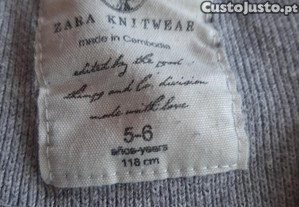 CustoJusto.pt
ZARA KNITWEAR
made in Cambodia
edited by the good
things and Co, division
made with love
5-6
años-years
118 cm